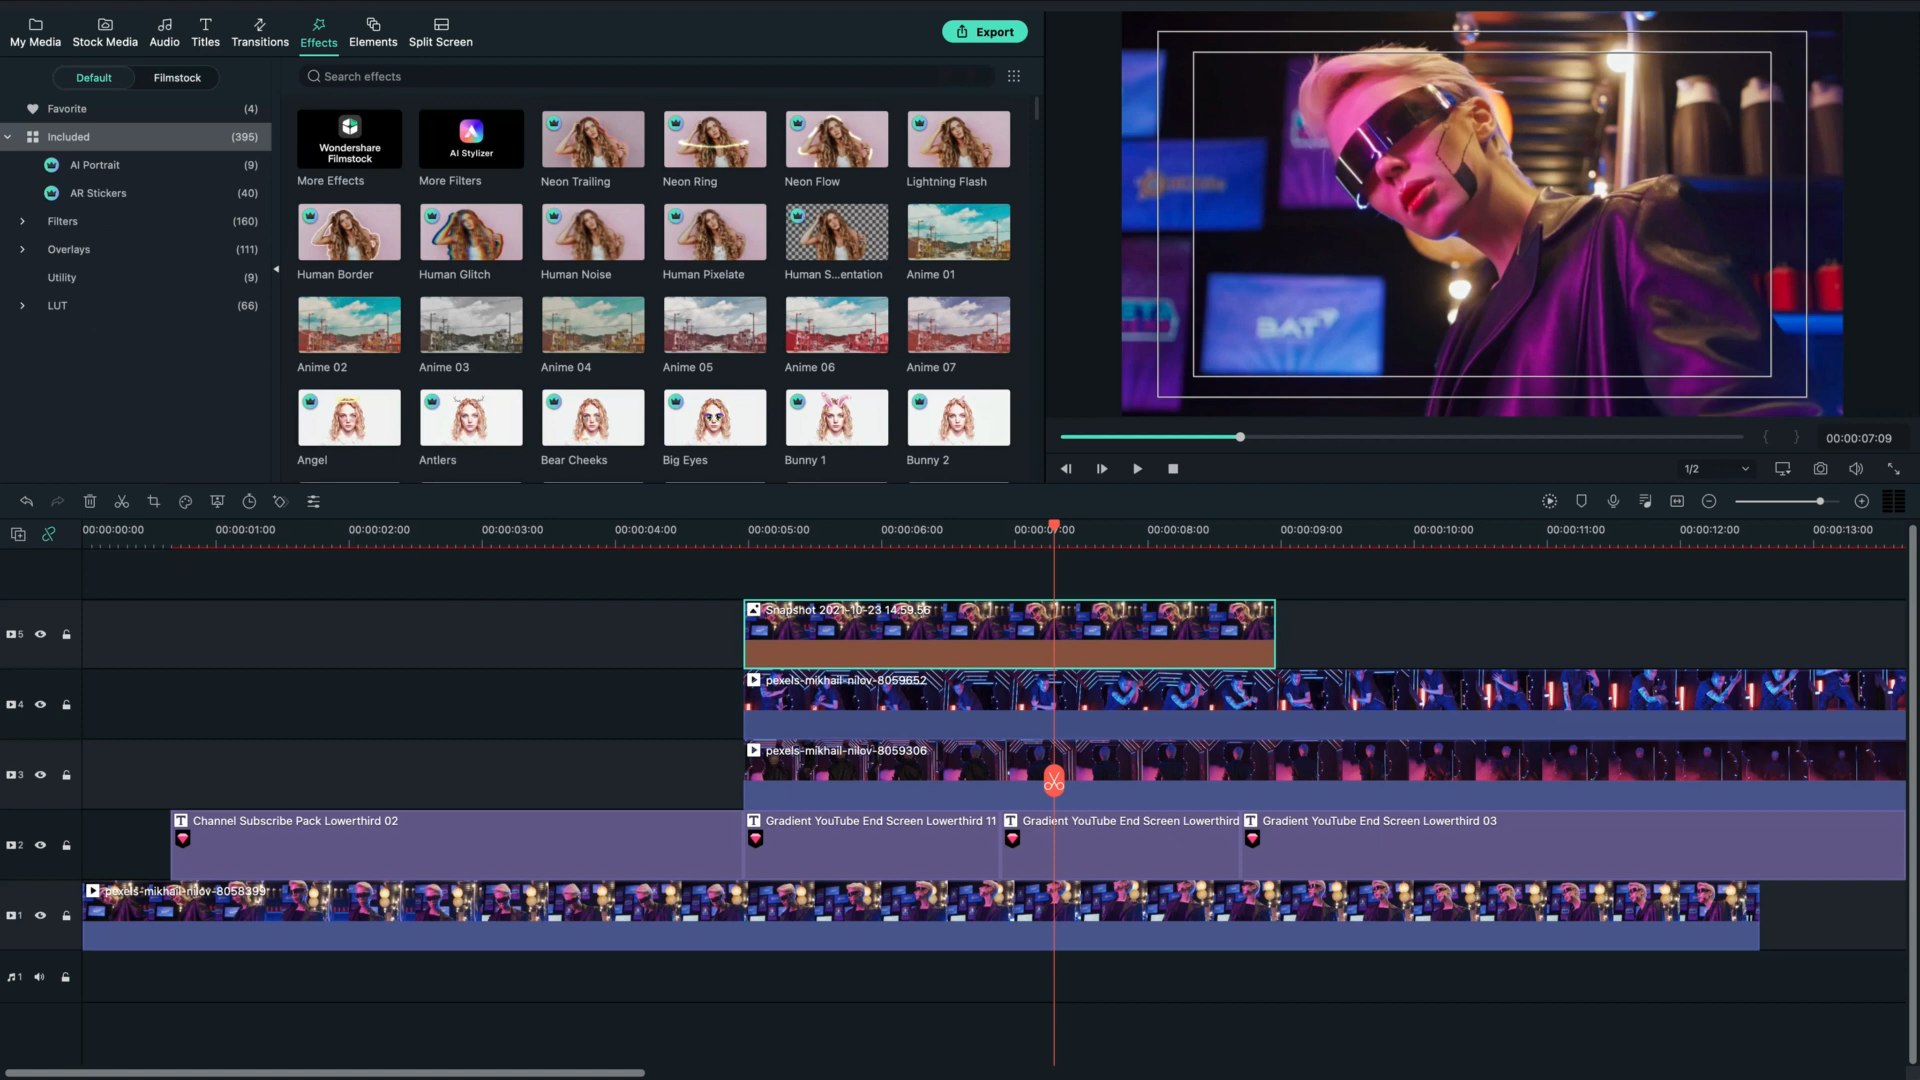 My Media Stock Media Audio Titles Transitions Effects Elements Split Screen
Export
Default Filmstock
Search effects
Favorite (4)
Included (395)
AI Portrait (9)
AR Stickers (40)
Filters (160)
Overlays (111)
Utility (9)
LUT (66)
Wondershare
Filmstock
AI Stylizer
More Effects More Filters Neon Trailing Neon Ring Neon Flow Lightning Flash
Human Border Human Glitch Human Noise Human Pixelate Human S...entation Anime 01
Anime 02 Anime 03 Anime 04 Anime 05 Anime 06 Anime 07
Angel Antlers Bear Cheeks Big Eyes Bunny 1 Bunny 2
BAT
{ } 00:00:07:09
1/2
00:00:00:00 00:00:01:00 00:00:02:00 00:00:03:00 00:00:04:00 00:00:05:00 00:00:06:00 00:00:07:00 00:00:08:00 00:00:09:00 00:00:10:00 00:00:11:00 00:00:12:00 00:00:13:00
5
Snapshot 2021-10-23 14.59.56
4
pexels-mikhail-nilov-8059652
3
pexels-mikhail-nilov-8059306
2
T Channel Subscribe Pack Lowerthird 02
T Gradient YouTube End Screen Lowerthird 11
T Gradient YouTube End Screen Lowerthird
T Gradient YouTube End Screen Lowerthird 03
1
pexels-mikhail-nilov-8058399
1